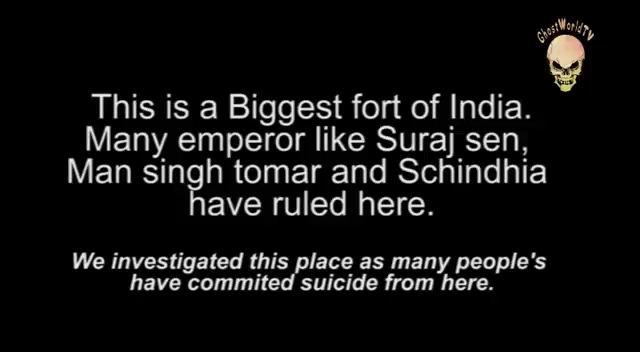 GhostWorldTV
This is a Biggest fort of India.
Many emperor like Suraj sen,
Man singh tomar and Schindhia
have ruled here.
We investigated this place as many people's
have commited suicide from here.